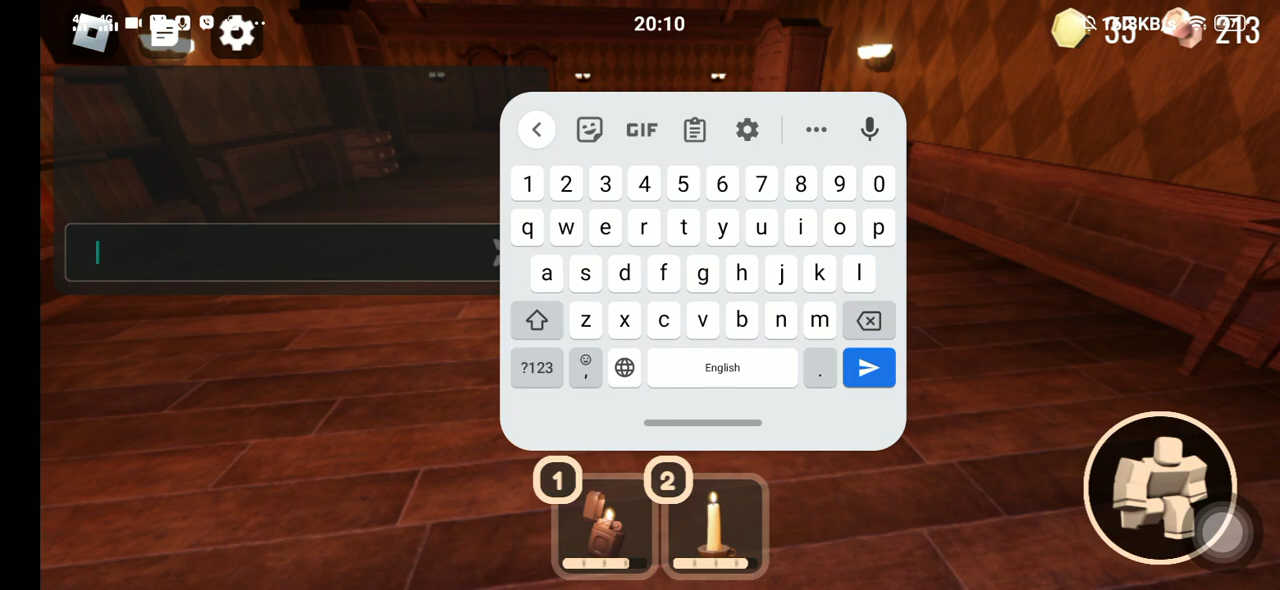 4G 20:10 35 213
GIF
1 2 3 4 5 6 7 8 9 0
q w e r t y u i o p
a s d f g h j k l
z x c v b n m
?123 , English .
1 2